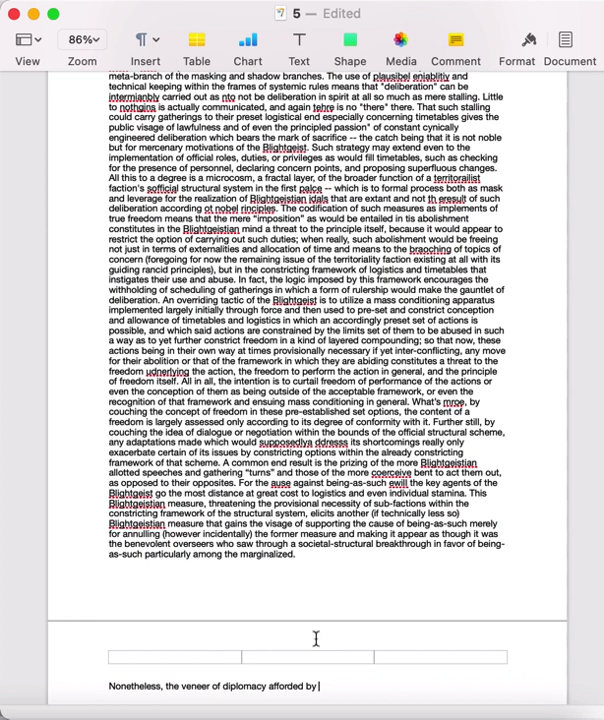 5 — Edited
86%
View
Zoom
Insert
Table
Chart
Text
Shape
Media
Comment
Format
Document
meta-branch of the masking and shadow branches. The use of plausibel eniablitiy and
technical keeping within the frames of systemic rules means that "deliberation" can be
intermianbly carried out as nto not be deliberation in spirit at all so much as mere stalling. Little
to nothging is actually communicated, and again tehre is no "there" there. That such stalling
could carry gatherings to their preset logistical end especially concerning timetables gives the
public visage of lawfulness and of even the principled passion" of constant cynically
engineered deliberation which bears the mark of sacrifice -- the catch being that it is not noble
but for mercenary motivations of the Blightgeist. Such strategy may extend even to the
implementation of official roles, duties, or privileges as would fill timetables, such as checking
for the presence of personnel, declaring concern points, and proposing superfluous changes.
All this to a degree is a microcosm, a fractal layer, of the broader function of a territoralist
faction's sofficial structural system in the first palce -- which is to formal process both as mask
and leverage for the realization of Blightgeistian idals that are extant and not th eresult of such
deliberation according ot nobel rinciples. The codification of such measures as implements of
true freedom means that the mere "imposition" as would be entailed in tis abolishment
constitutes in the Blightgeistian mind a threat to the principle itself, because it would appear to
restrict the option of carrying out such duties; when really, such abolishment would be freeing
not just in terms of externalities and allocation of time and means to the braoching of topics of
concern (foregoing for now the remaining issue of the territoriality faction existing at all with its
guiding rancid principles), but in the constricting framework of logistics and timetables that
instigates their use and abuse. In fact, the logic imposed by this framework encourages the
withholding of scheduling of gatherings in which a form of rulership would make the gauntlet of
deliberation. An overriding tactic of the Blightgeist is to utilize a mass conditioning apparatus
implemented largely initially through force and then used to pre-set and constrict conception
and allowance of timetables and logistics in which an accordingly preset set of actions is
possible, and which said actions are constrained by the limits set of them to be abused in such
a way as to yet further constrict freedom in a kind of layered compounding; so that now, these
actions being in their own way at times provisionally necessary if yet inter-conflicting, any move
for their abolition or that of the framework in which they are abiding constitutes a threat to the
freedom udnerlying the action, the freedom to perform the action in general, and the principle
of freedom itself. All in all, the intention is to curtail freedom of performance of the actions or
even the conception of them as being outside of the acceptable framework, or even the
recognition of that framework and ensuing mass conditioning in general. What's mroe, by
couching the concept of freedom in these pre-established set options, the content of a
freedom is largely assessed only according to its degree of conformity with it. Further still, by
couching the idea of dialogue or negotiation within the bounds of the official structural scheme,
any adaptations made which would supposedlya ddresss its shortcomings really only
exacerbate certain of its issues by constricting options within the already constricting
framework of that scheme. A common end result is the prizing of the more Blightgeistian
allotted speeches and gathering "turns" and those of the more coercive bent to act them out,
as opposed to their opposites. For the ause against being-as-such ewill the key agents of the
Blightgeist go the most distance at great cost to logistics and even individual stamina. This
Blightgeistian measure, threatening the provisional necessity of sub-factions within the
constricting framework of the structural system, elicits another (if technically less so)
Blightgeistian measure that gains the visage of supporting the cause of being-as-such merely
for annulling (however incidentally) the former measure and making it appear as though it was
the benevolent overseers who saw through a societal-structural breakthrough in favor of being-
as-such particularly among the marginalized.
Nonetheless, the veneer of diplomacy afforded by